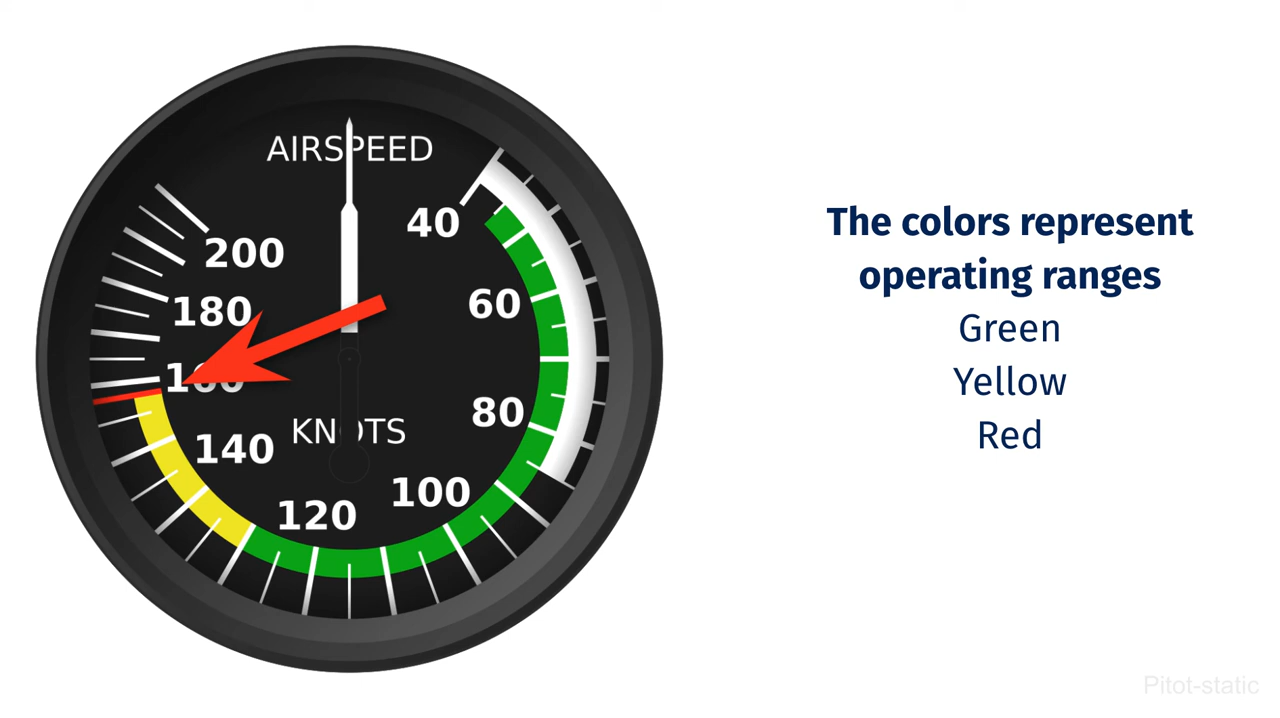 AIRSPEED
40
60
80
100
120
140
160
180
200
KNOTS
The colors represent
operating ranges
Green
Yellow
Red
Pitot-static